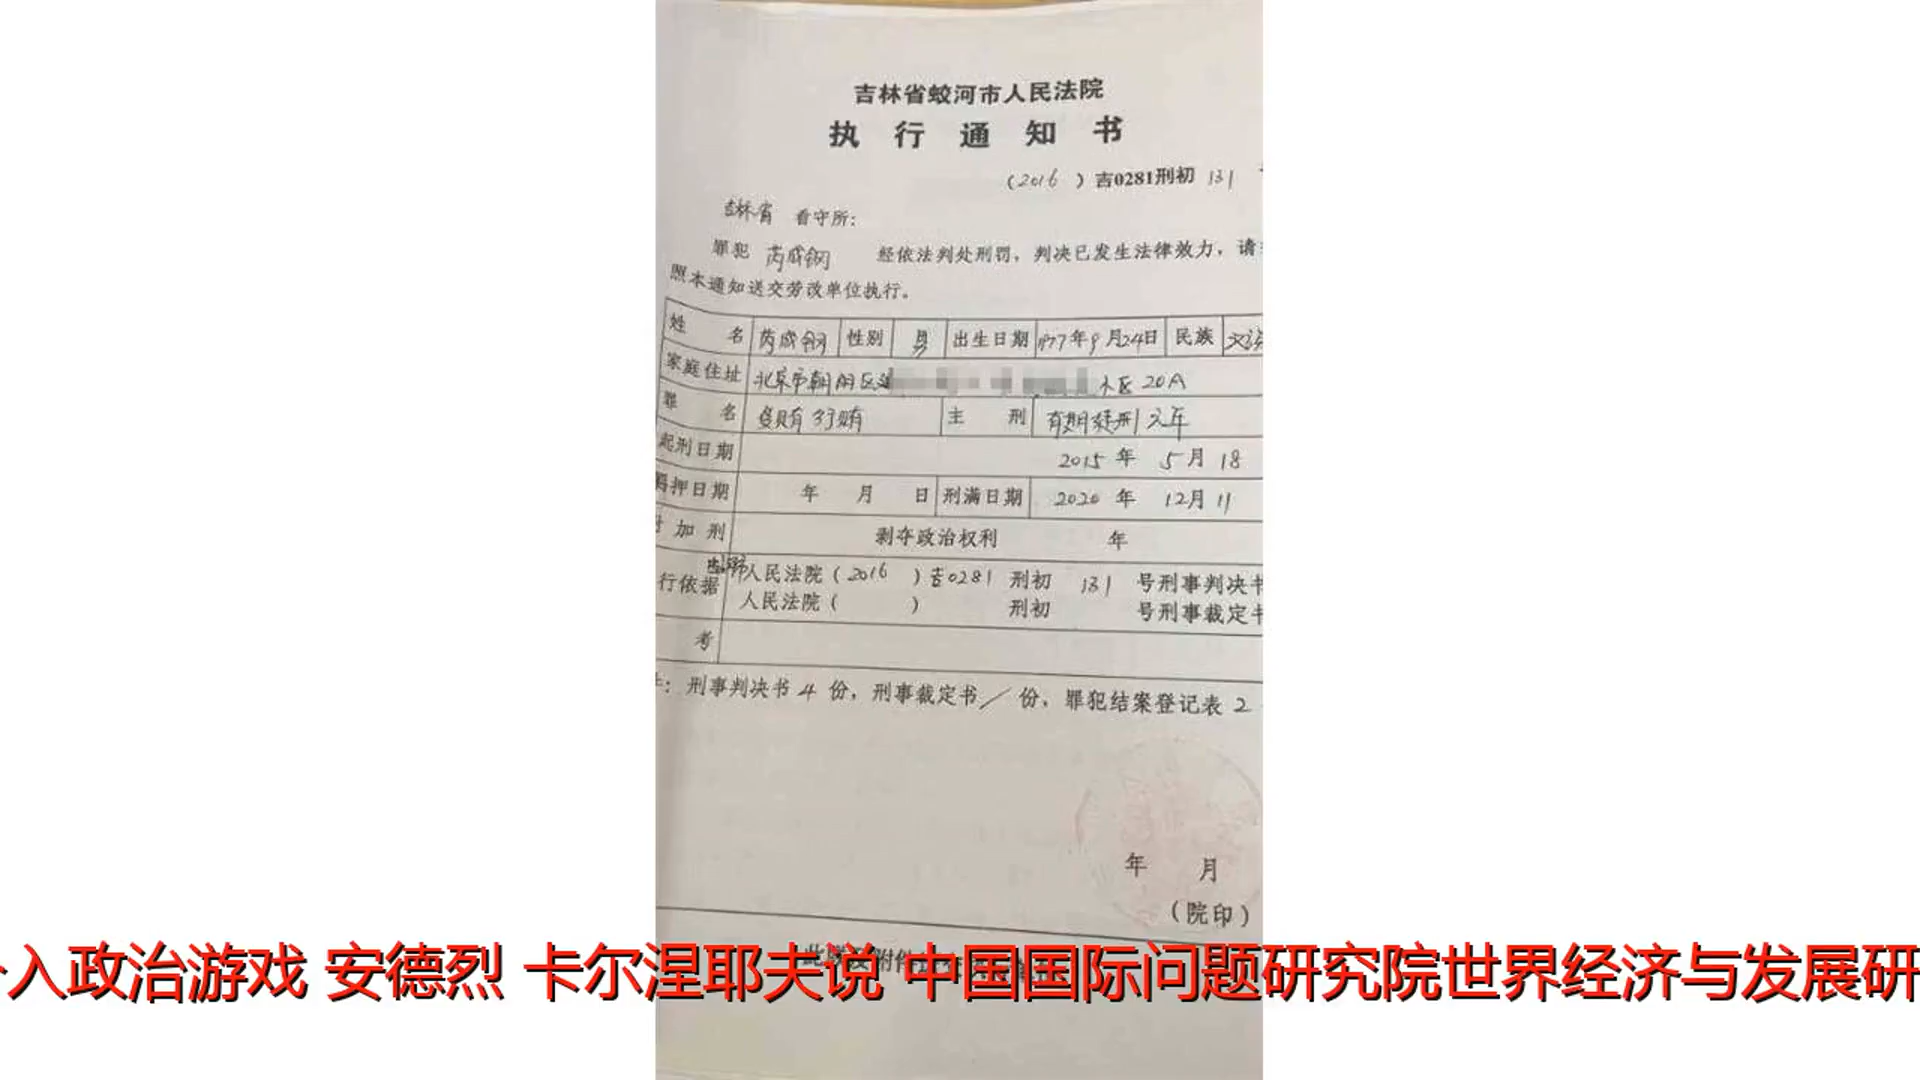 吉林省蛟河市人民法院
执行通知书
（2016 ）吉0281刑初 131
吉林省 看守所：
罪犯 芮成钢 经依法判处刑罚，判决已发生法律效力，请
照本通知送交劳改单位执行。
姓 名 芮成钢 性别 男 出生日期 1977年9月24日 民族 汉
家庭住址 北京市朝阳区 小区 20A
罪 名 受贿 行贿 主 刑 有期徒刑 六年
起刑日期 2015 年 5 月 18
羁押日期 年 月 日 刑满日期 2020 年 12月 11
附 加 刑 剥夺政治权利 年
行依据 市人民法院（2016 ）吉0281 刑初 131 号刑事判决书
人民法院（ ） 刑初 号刑事裁定书
考
：刑事判决书 4 份，刑事裁定书 / 份，罪犯结案登记表 2
年 月
（院印）
入政治游戏 安德烈 卡尔涅耶夫说 中国国际问题研究院世界经济与发展研